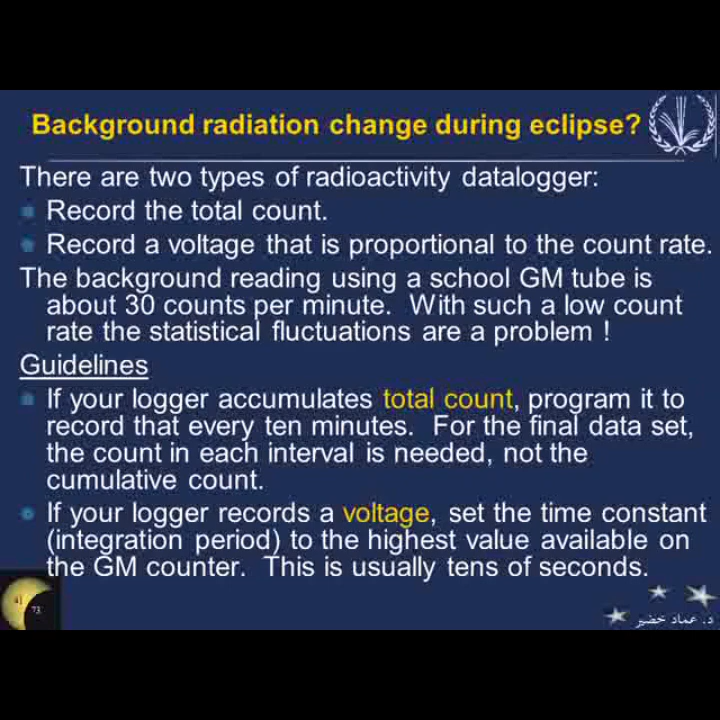 Background radiation change during eclipse?
There are two types of radioactivity datalogger:
Record the total count.
Record a voltage that is proportional to the count rate.
The background reading using a school GM tube is
about 30 counts per minute. With such a low count
rate the statistical fluctuations are a problem !
Guidelines
If your logger accumulates total count, program it to
record that every ten minutes. For the final data set,
the count in each interval is needed, not the
cumulative count.
If your logger records a voltage, set the time constant
(integration period) to the highest value available on
the GM counter. This is usually tens of seconds.
41
73
د. عماد خضير